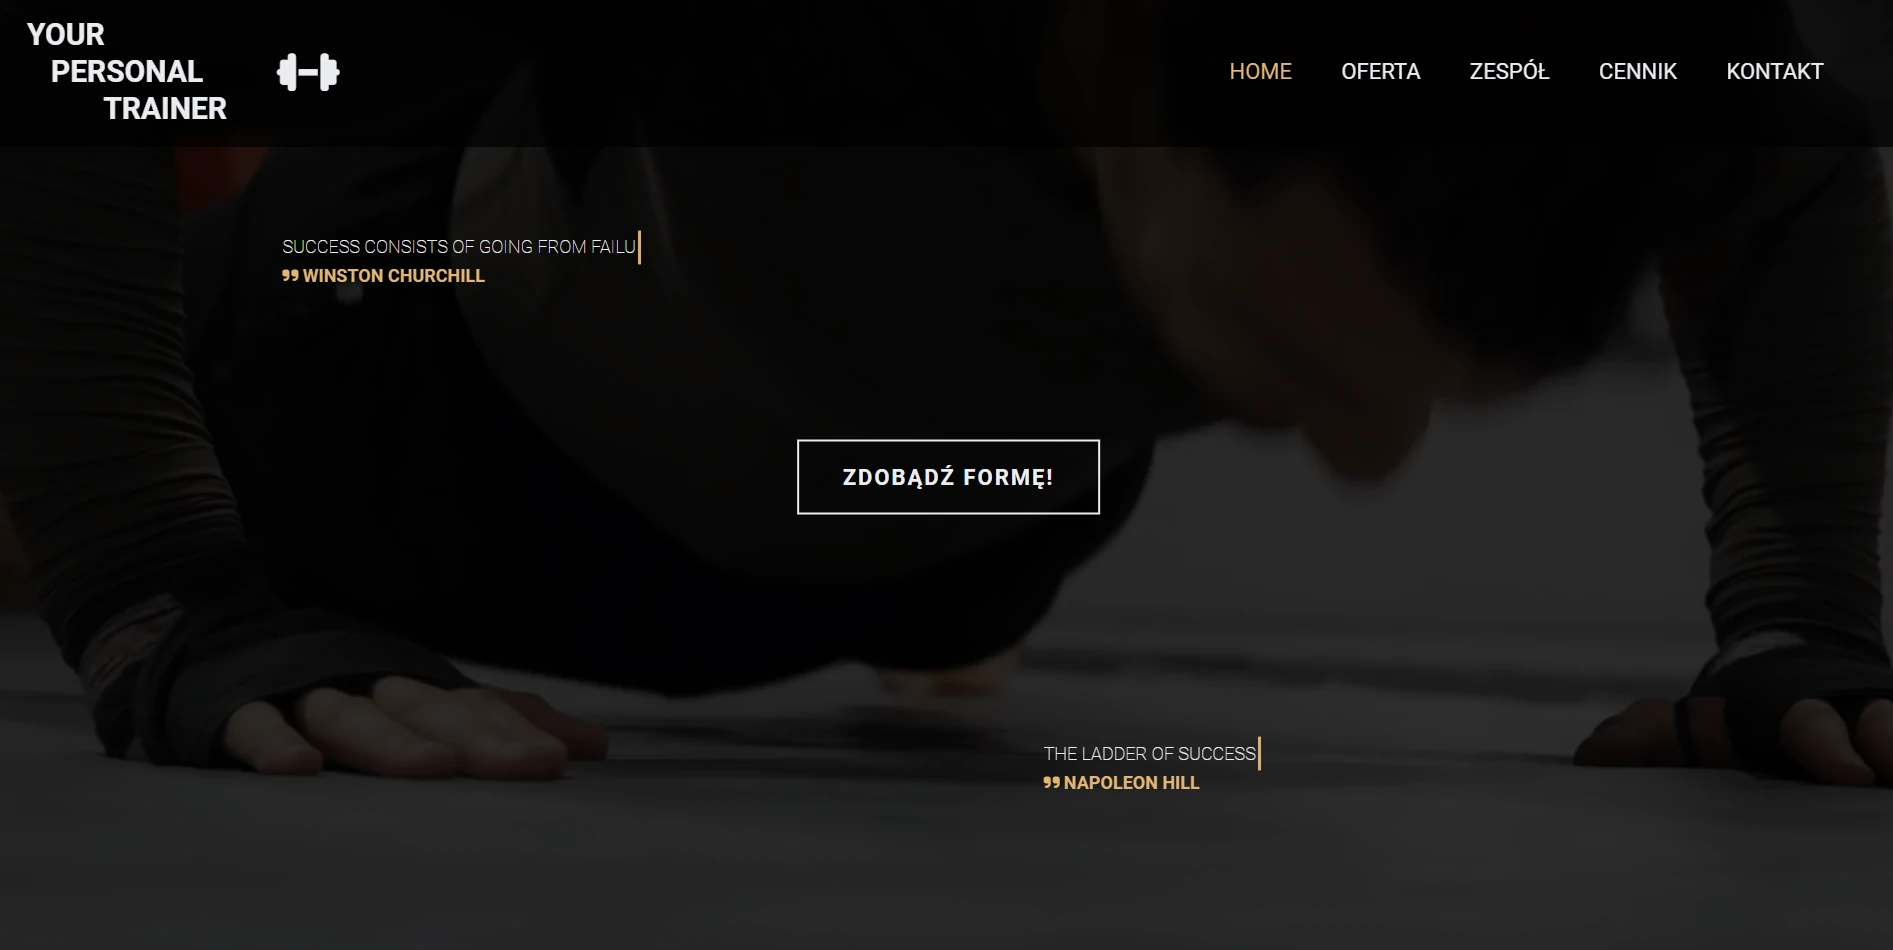 YOUR
PERSONAL
TRAINER
HOME OFERTA ZESPÓŁ CENNIK KONTAKT
SUCCESS CONSISTS OF GOING FROM FAILU
WINSTON CHURCHILL
ZDOBĄDŹ FORMĘ!
THE LADDER OF SUCCESS
NAPOLEON HILL